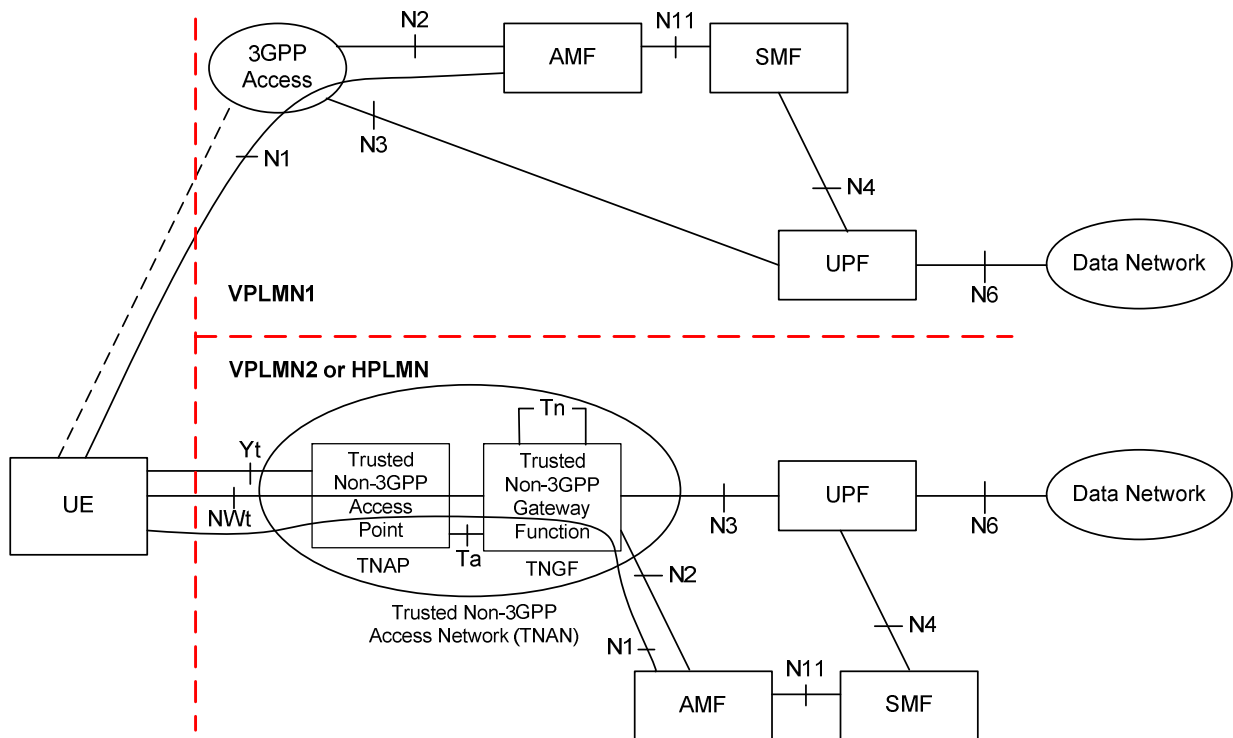 3GPP
Access
N2
AMF
N11
SMF
N1
N3
N4
UPF
N6
Data Network
VPLMN1
VPLMN2 or HPLMN
UE
Yt
NWt
Trusted
Non-3GPP
Access
Point
TNAP
Ta
Tn
Trusted
Non-3GPP
Gateway
Function
TNGF
Trusted Non-3GPP
Access Network (TNAN)
N3
UPF
N6
Data Network
N2
N1
N4
AMF
N11
SMF